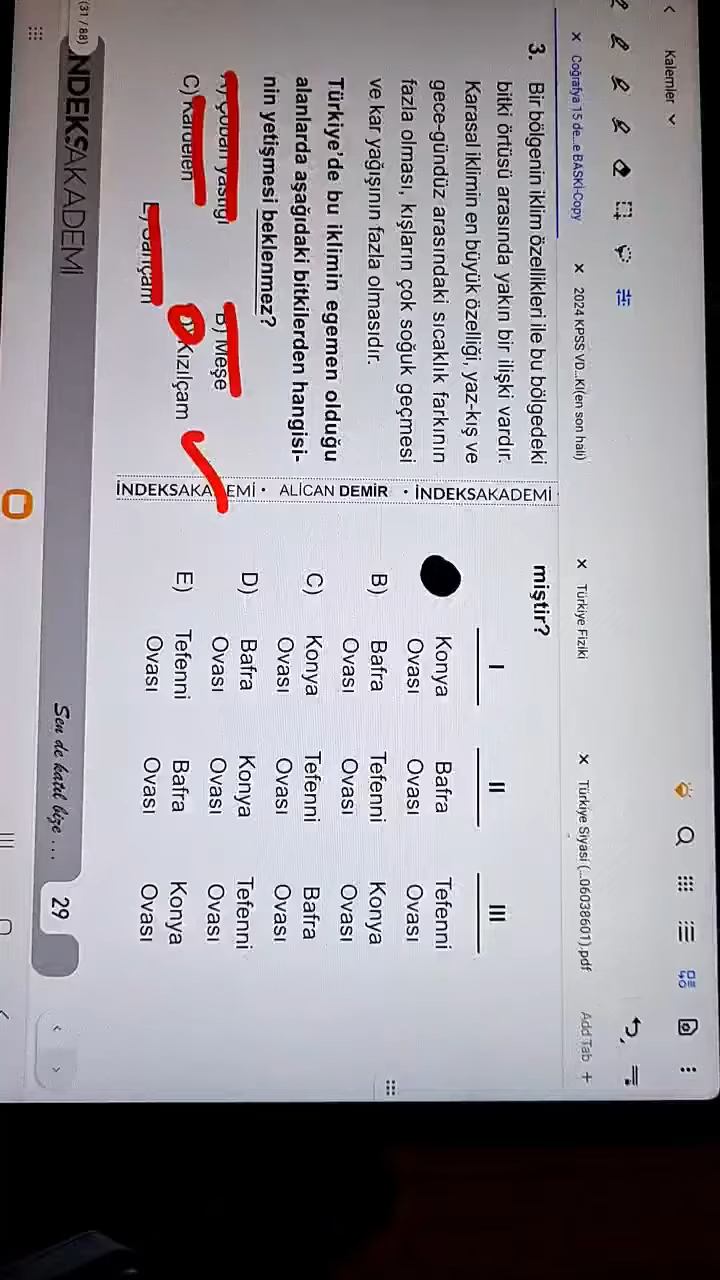 Kalemler
Coğrafya 15 de...e BASKI-Copy
2024 KPSS VD...Kİ(en son hali)
Türkiye Fiziki
Türkiye Siyasi (...06038601).pdf
Add Tab +
3. Bir bölgenin iklim özellikleri ile bu bölgedeki
bitki örtüsü arasında yakın bir ilişki vardır.
Karasal iklimin en büyük özelliği, yaz-kış ve
gece-gündüz arasındaki sıcaklık farkının
fazla olması, kışların çok soğuk geçmesi
ve kar yağışının fazla olmasıdır.
Türkiye'de bu iklimin egemen olduğu
alanlarda aşağıdaki bitkilerden hangisi-
nin yetişmesi beklenmez?
A) Çoban yastığı B) Meşe
C) Kardelen D) Kızılçam
E) Sarıçam
İNDEKSAKADEMİ • ALİCAN DEMİR • İNDEKSAKADEMİ
miştir?
I II III
Konya Ovası Bafra Ovası Tefenni Ovası
B) Bafra Ovası Tefenni Ovası Konya Ovası
C) Konya Ovası Tefenni Ovası Bafra Ovası
D) Bafra Ovası Konya Ovası Tefenni Ovası
E) Tefenni Ovası Bafra Ovası Konya Ovası
(31 / 88)
NDEKSAKADEMİ
Sen de katıl bize ...
29